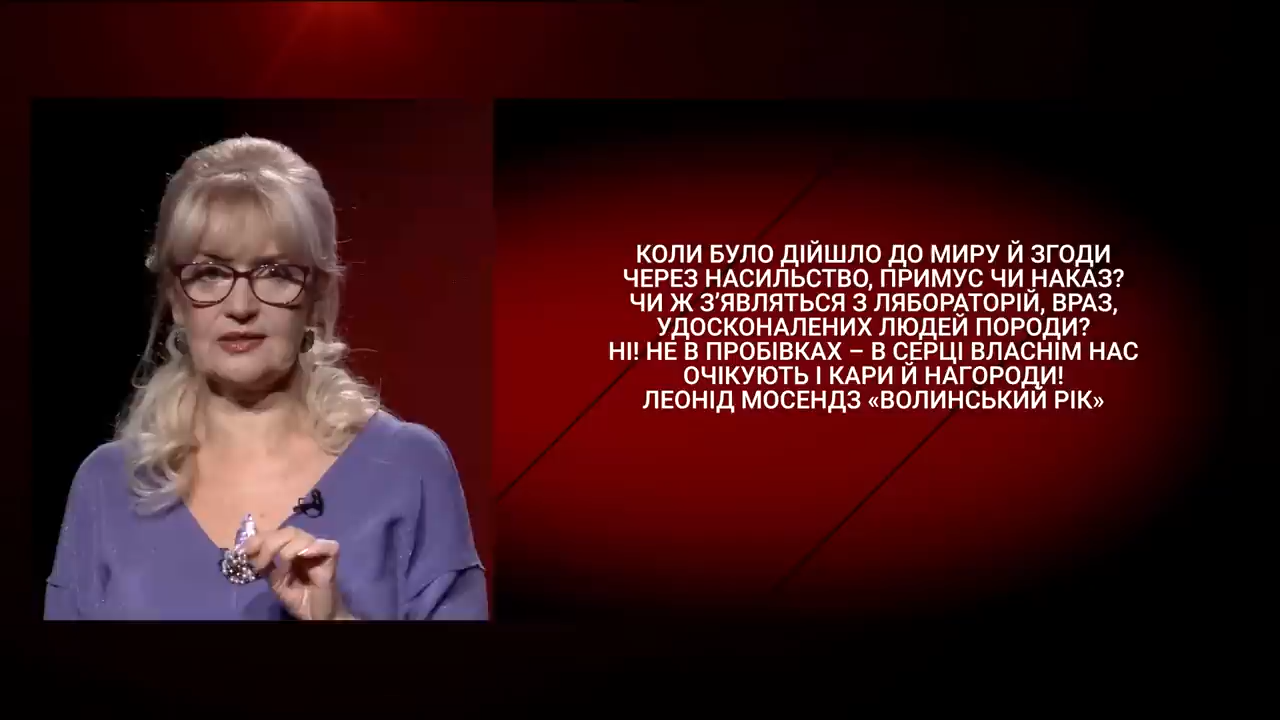 КОЛИ БУЛО ДІЙШЛО ДО МИРУ Й ЗГОДИ
ЧЕРЕЗ НАСИЛЬСТВО, ПРИМУС ЧИ НАКАЗ?
ЧИ Ж З’ЯВЛЯТЬСЯ З ЛЯБОРАТОРІЙ, ВРАЗ,
УДОСКОНАЛЕНИХ ЛЮДЕЙ ПОРОДИ?
НІ! НЕ В ПРОБІВКАХ – В СЕРЦІ ВЛАСНІМ НАС
ОЧІКУЮТЬ І КАРИ Й НАГОРОДИ!
ЛЕОНІД МОСЕНДЗ «ВОЛИНСЬКИЙ РІК»